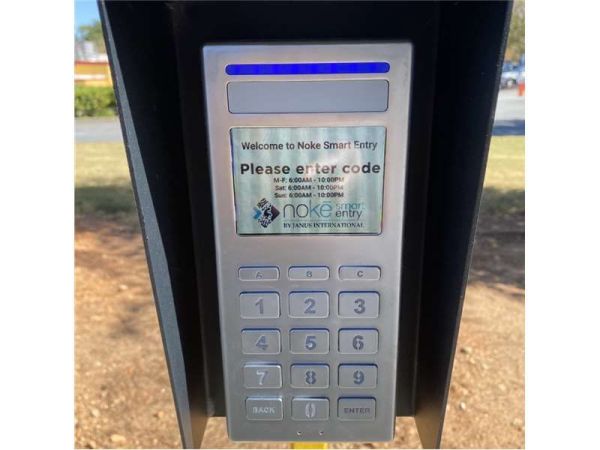 Welcome to Noke Smart Entry
Please enter code
M-F: 6:00AM - 10:00PM
Sat: 6:00AM - 10:00PM
Sun: 6:00AM - 10:00PM
nokē smart
entry
BY JANUS INTERNATIONAL
A B C
1 2 3
4 5 6
7 8 9
BACK 0 ENTER